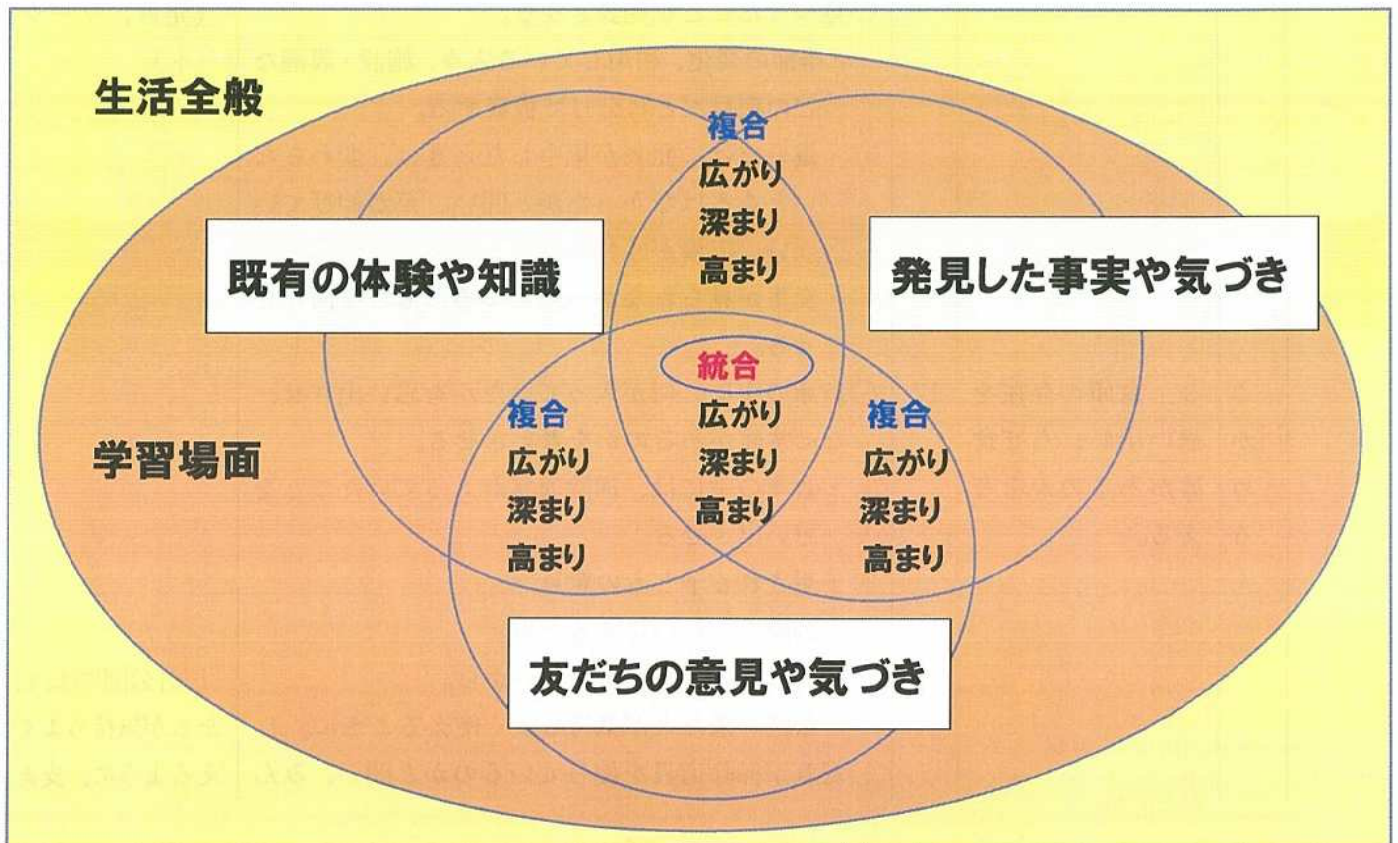 生活全般
複合
広がり
深まり
高まり
既有の体験や知識
発見した事実や気づき
統合
広がり
深まり
高まり
学習場面
複合
広がり
深まり
高まり
複合
広がり
深まり
高まり
友だちの意見や気づき